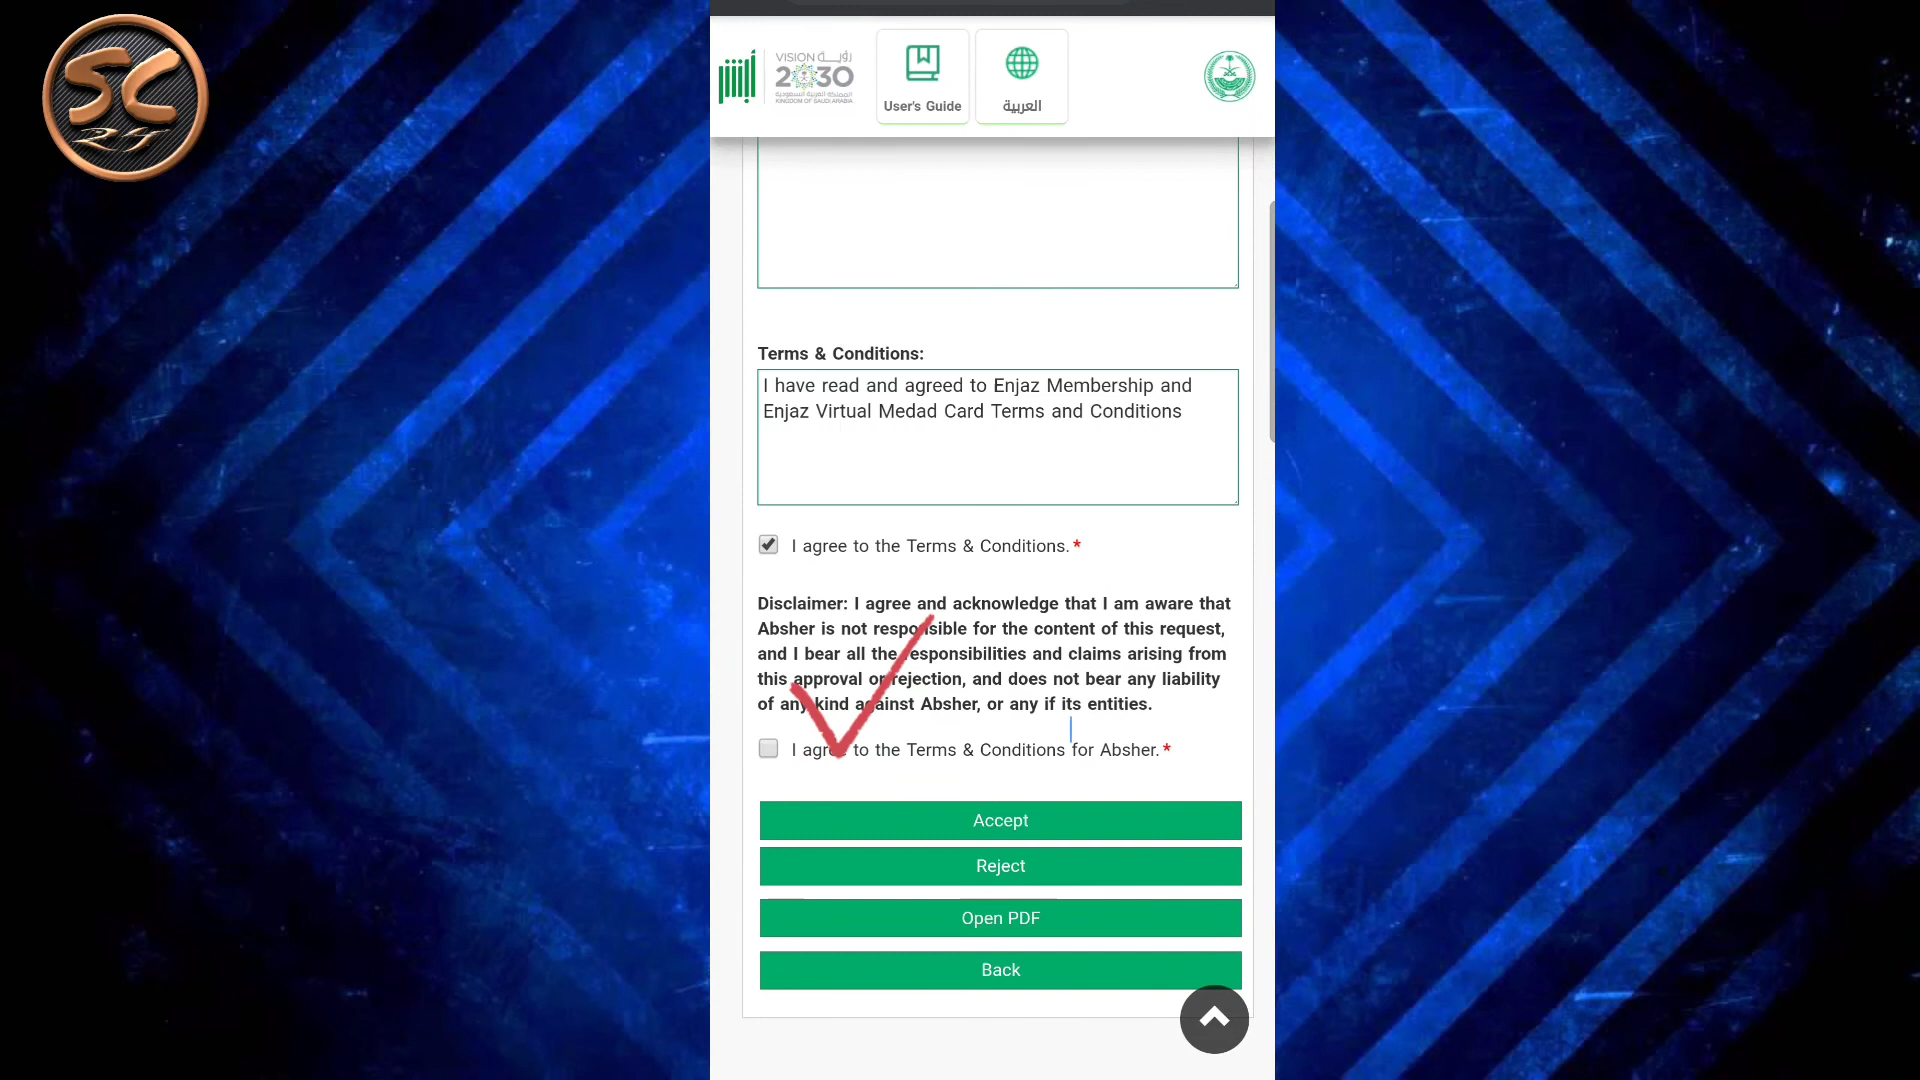 SC
24
VISION رؤيــــة
2030
المملكة العربية السعودية
KINGDOM OF SAUDI ARABIA
User's Guide
العربية
Terms & Conditions:
I have read and agreed to Enjaz Membership and
Enjaz Virtual Medad Card Terms and Conditions
I agree to the Terms & Conditions.*
Disclaimer: I agree and acknowledge that I am aware that
Absher is not responsible for the content of this request,
and I bear all the responsibilities and claims arising from
this approval or rejection, and does not bear any liability
of any kind against Absher, or any if its entities.
I agree to the Terms & Conditions for Absher.*
Accept
Reject
Open PDF
Back